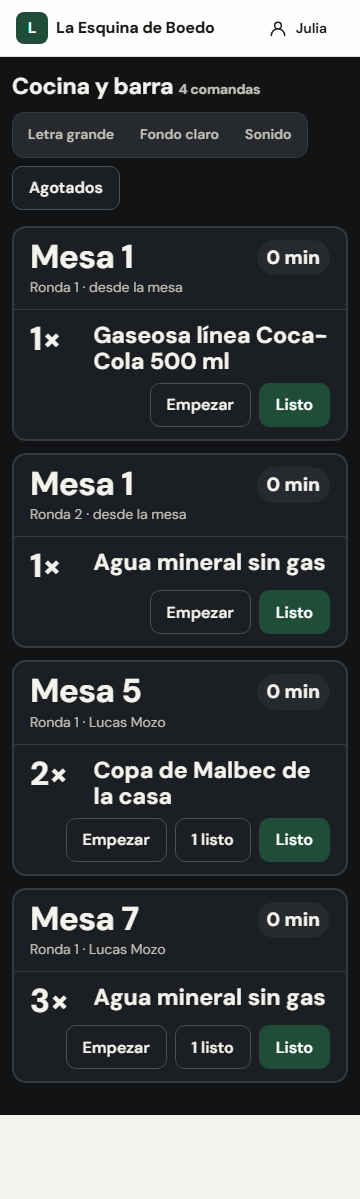 L La Esquina de Boedo Julia
Cocina y barra 4 comandas
Letra grande Fondo claro Sonido
Agotados
Mesa 1 0 min
Ronda 1 · desde la mesa
1× Gaseosa línea Coca-
Cola 500 ml
Empezar Listo
Mesa 1 0 min
Ronda 2 · desde la mesa
1× Agua mineral sin gas
Empezar Listo
Mesa 5 0 min
Ronda 1 · Lucas Mozo
2× Copa de Malbec de
la casa
Empezar 1 listo Listo
Mesa 7 0 min
Ronda 1 · Lucas Mozo
3× Agua mineral sin gas
Empezar 1 listo Listo